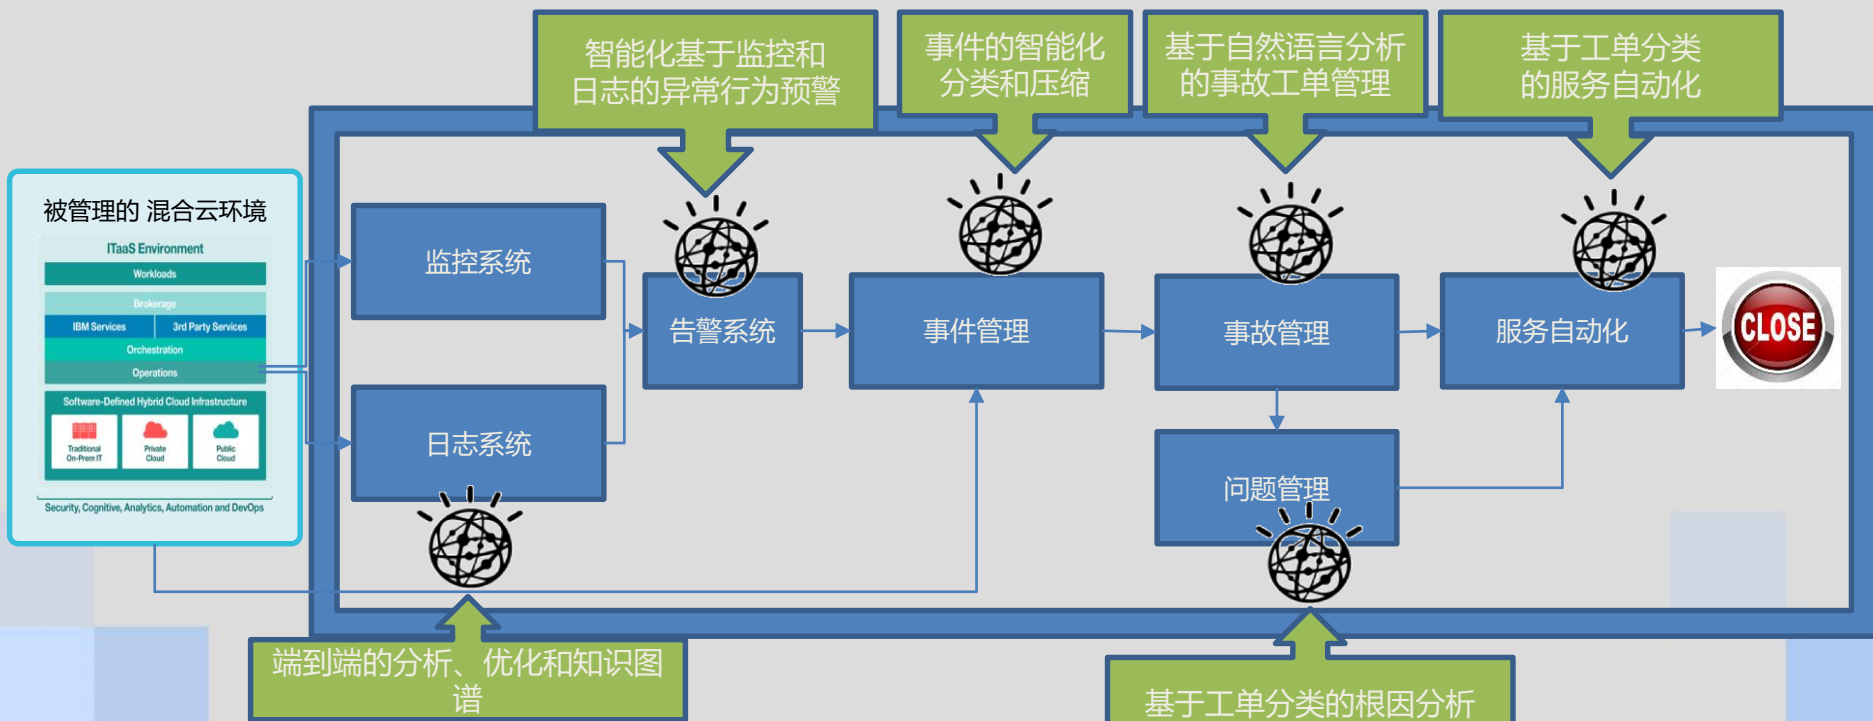 智能化基于监控和
日志的异常行为预警
事件的智能化
分类和压缩
基于自然语言分析
的事故工单管理
基于工单分类
的服务自动化
被管理的 混合云环境
ITaaS Environment
Workloads
Brokerage
IBM Services
3rd Party Services
Orchestration
Operations
Software-Defined Hybrid Cloud Infrastructure
Traditional
On-Prem IT
Private
Cloud
Public
Cloud
Security, Cognitive, Analytics, Automation and DevOps
监控系统
日志系统
告警系统
事件管理
事故管理
服务自动化
CLOSE
问题管理
端到端的分析、优化和知识图
谱
基于工单分类的根因分析